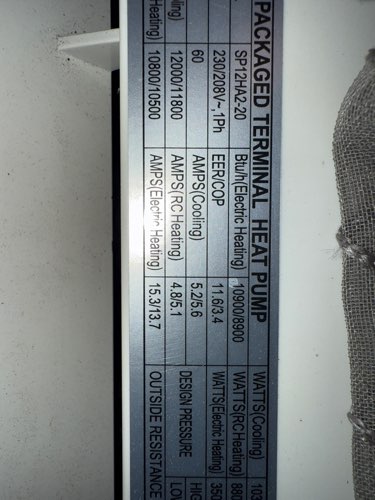 PACKAGED TERMINAL HEAT PUMP WATTS(Cooling)
SP12HA2-20 Btu/h(Electric Heating) 10900/8900 WATTS(RC Heating)
230/208V~,1Ph EER/COP 11.6/3.4 WATTS(Electric Heating)
60 AMPS(Cooling) 5.2/5.6 DESIGN PRESSURE
12000/11800 AMPS(RC Heating) 4.8/5.1
Heating) 10800/10500 AMPS(Electric Heating) 15.3/13.7 OUTSIDE RESISTANCE